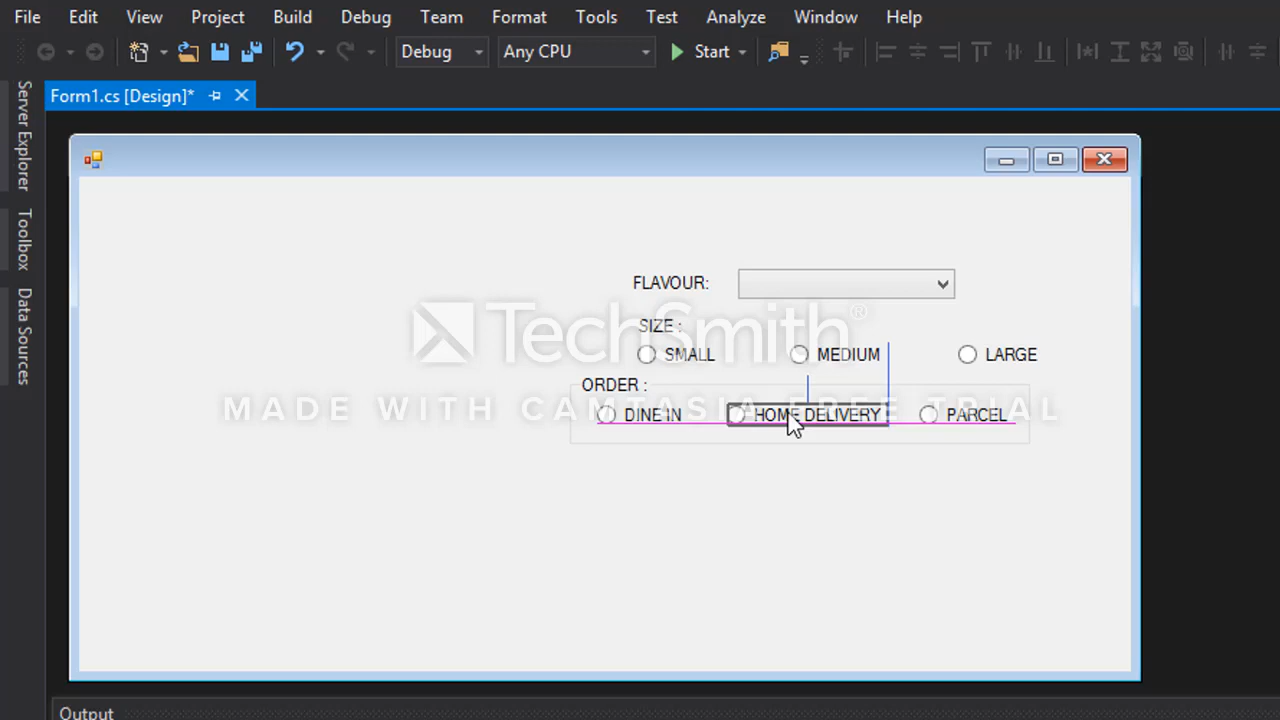 File Edit View Project Build Debug Team Format Tools Test Analyze Window Help
Debug Any CPU Start
Form1.cs [Design]*
Server Explorer
Toolbox
Data Sources
FLAVOUR:
SIZE :
SMALL MEDIUM LARGE
ORDER :
DINE IN HOME DELIVERY PARCEL
TechSmith®
MADE WITH CAMTASIA FREE TRIAL
Output